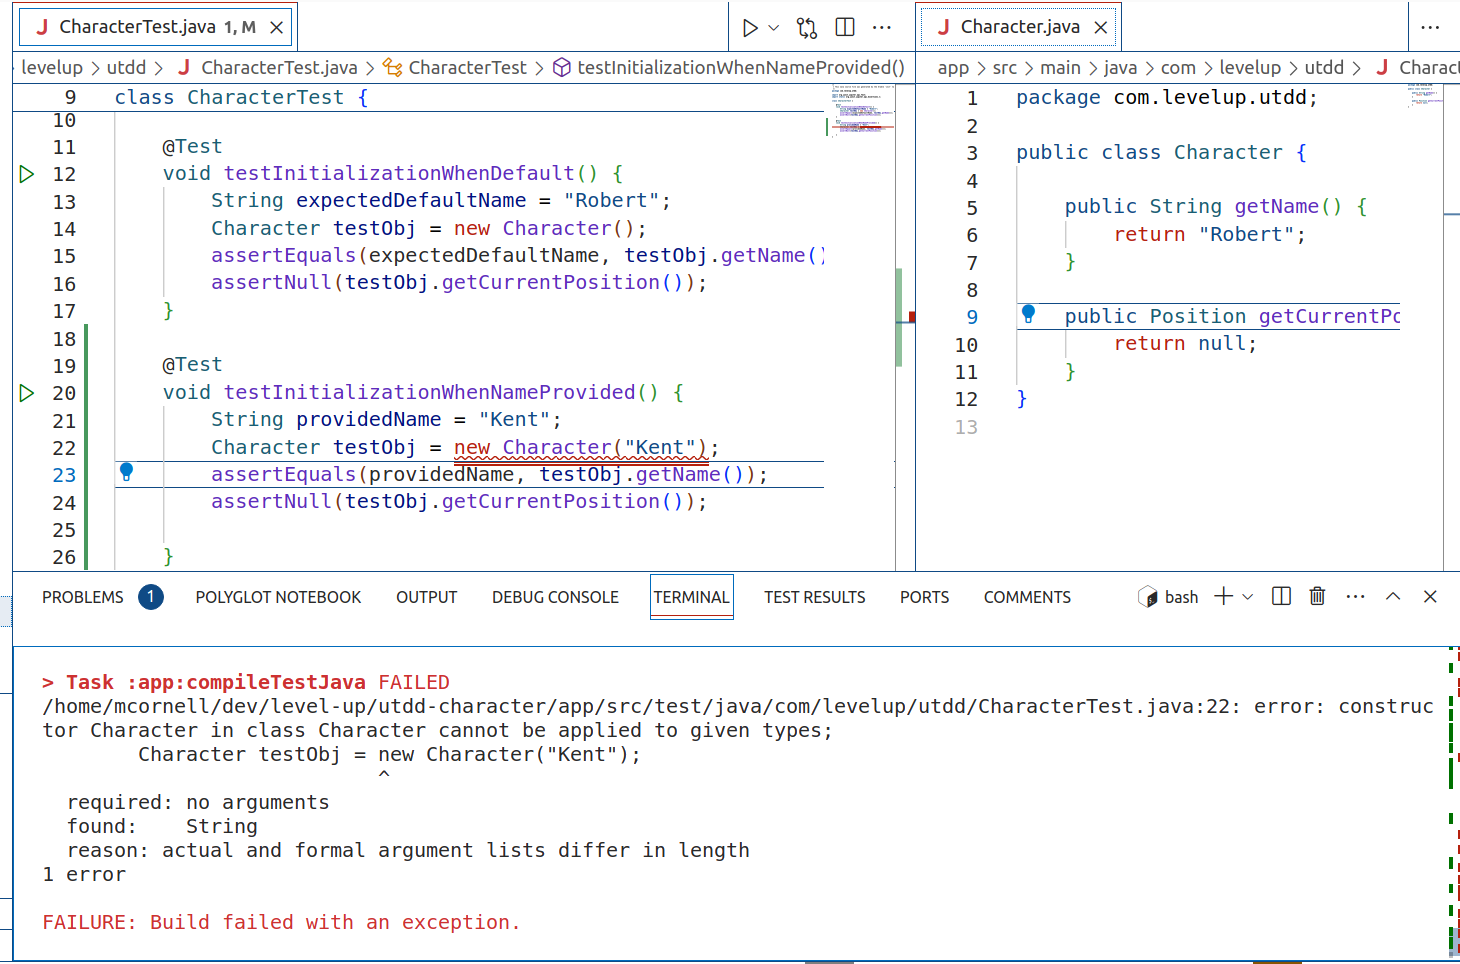 CharacterTest.java 1, M
levelup > utdd > CharacterTest.java > CharacterTest > testInitializationWhenNameProvided()
9 class CharacterTest {
10
11 @Test
12 void testInitializationWhenDefault() {
13 String expectedDefaultName = "Robert";
14 Character testObj = new Character();
15 assertEquals(expectedDefaultName, testObj.getName()
16 assertNull(testObj.getCurrentPosition());
17 }
18
19 @Test
20 void testInitializationWhenNameProvided() {
21 String providedName = "Kent";
22 Character testObj = new Character("Kent");
23 assertEquals(providedName, testObj.getName());
24 assertNull(testObj.getCurrentPosition());
25
26 }
Character.java
app > src > main > java > com > levelup > utdd > Charact
1 package com.levelup.utdd;
2
3 public class Character {
4
5 public String getName() {
6 return "Robert";
7 }
8
9 public Position getCurrentPo
10 return null;
11 }
12 }
13
PROBLEMS 1 POLYGLOT NOTEBOOK OUTPUT DEBUG CONSOLE TERMINAL TEST RESULTS PORTS COMMENTS bash
> Task :app:compileTestJava FAILED
/home/mcornell/dev/level-up/utdd-character/app/src/test/java/com/levelup/utdd/CharacterTest.java:22: error: construc
tor Character in class Character cannot be applied to given types;
Character testObj = new Character("Kent");
^
required: no arguments
found: String
reason: actual and formal argument lists differ in length
1 error
FAILURE: Build failed with an exception.